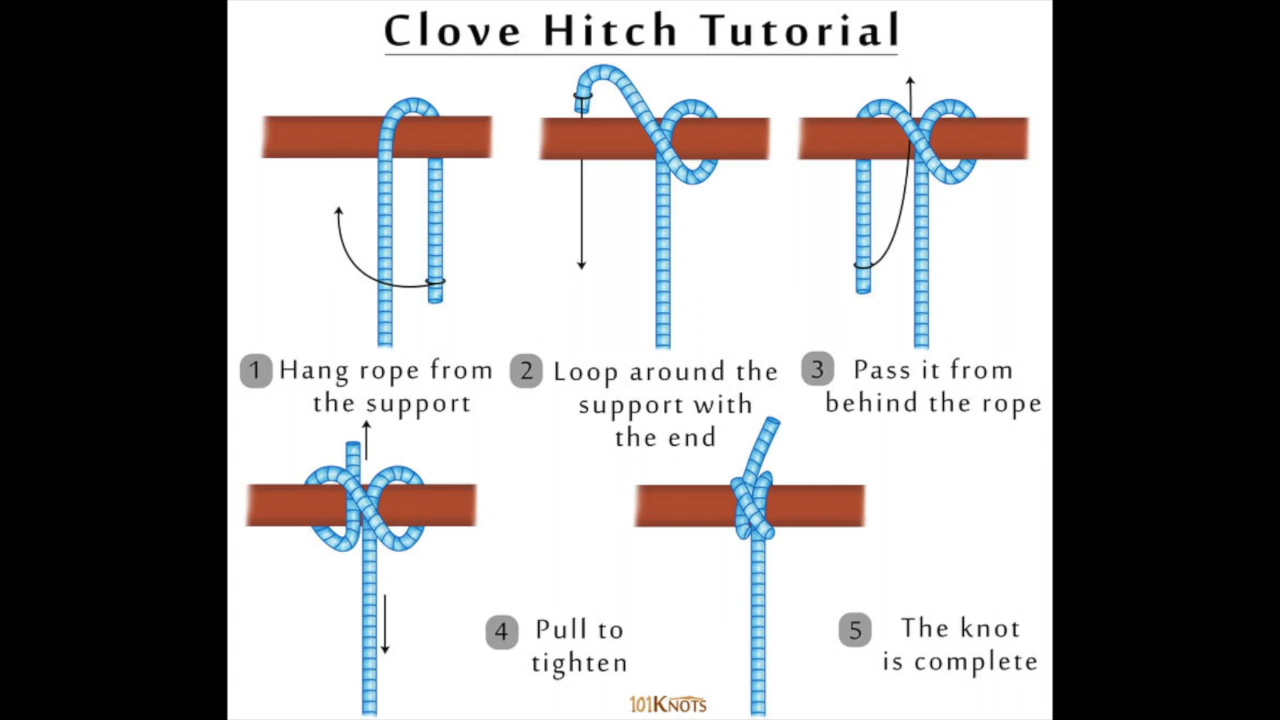 Clove Hitch Tutorial
1 Hang rope from
the support
2 Loop around the
support with
the end
3 Pass it from
behind the rope
4 Pull to
tighten
5 The knot
is complete
101KNOTS